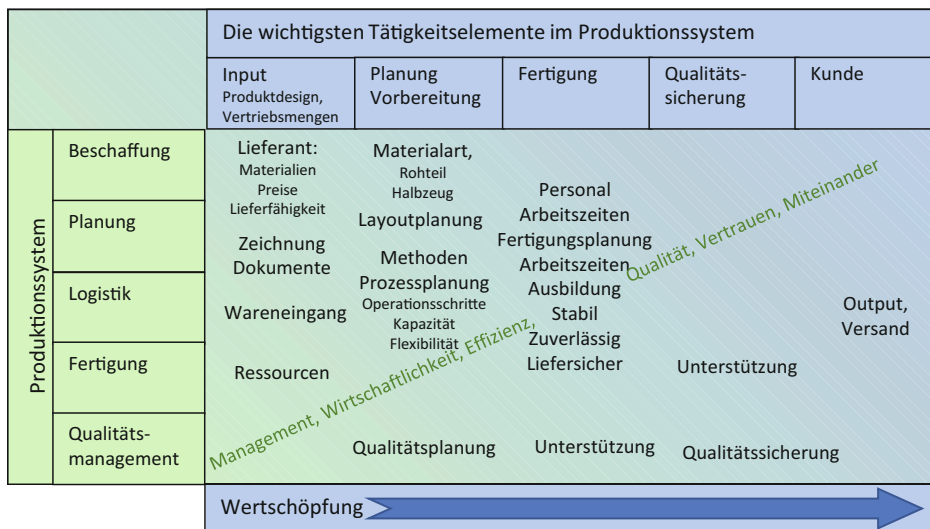 Die wichtigsten Tätigkeitselemente im Produktionssystem
Input
Produktdesign,
Vertriebsmengen
Planung
Vorbereitung
Fertigung
Qualitäts-
sicherung
Kunde
Produktionssystem
Beschaffung
Planung
Logistik
Fertigung
Qualitäts-
management
Lieferant:
Materialien
Preise
Lieferfähigkeit
Zeichnung
Dokumente
Wareneingang
Ressourcen
Materialart,
Rohteil
Halbzeug
Layoutplanung
Methoden
Prozessplanung
Operationsschritte
Kapazität
Flexibilität
Qualitätsplanung
Personal
Arbeitszeiten
Fertigungsplanung
Arbeitszeiten
Ausbildung
Stabil
Zuverlässig
Liefersicher
Unterstützung
Unterstützung
Qualitätssicherung
Output,
Versand
Management, Wirtschaftlichkeit, Effizienz,
Qualität, Vertrauen, Miteinander
Wertschöpfung